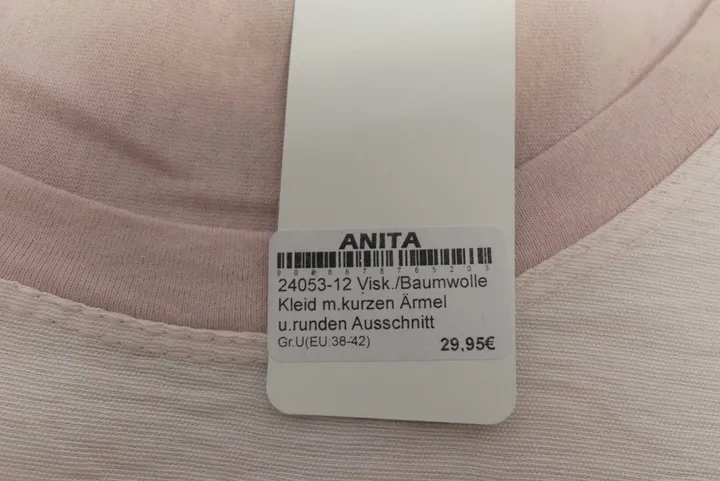 ANITA
24053-12 Visk./Baumwolle
Kleid m.kurzen Ärmel
u.runden Ausschnitt
Gr.U(EU:38-42) 29,95€